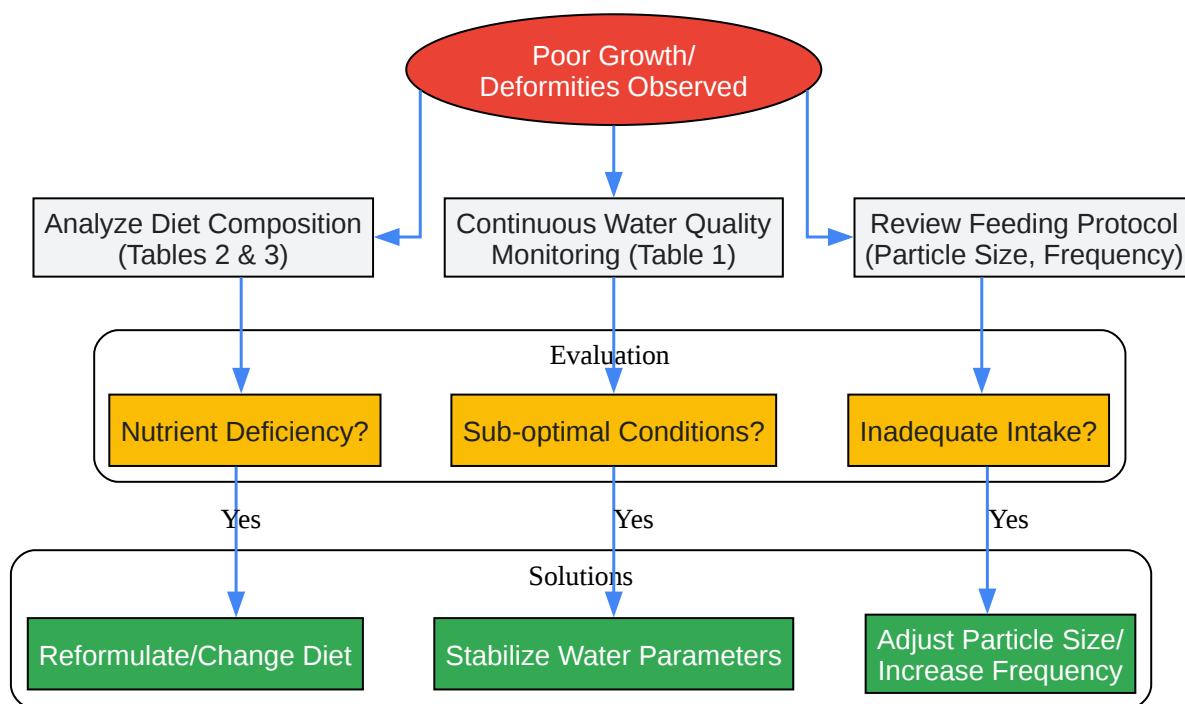 Poor Growth/
Deformities Observed
Analyze Diet Composition
(Tables 2 & 3)
Continuous Water Quality
Monitoring (Table 1)
Review Feeding Protocol
(Particle Size, Frequency)
Evaluation
Nutrient Deficiency?
Sub-optimal Conditions?
Inadequate Intake?
Yes
Yes
Yes
Solutions
Reformulate/Change Diet
Stabilize Water Parameters
Adjust Particle Size/
Increase Frequency